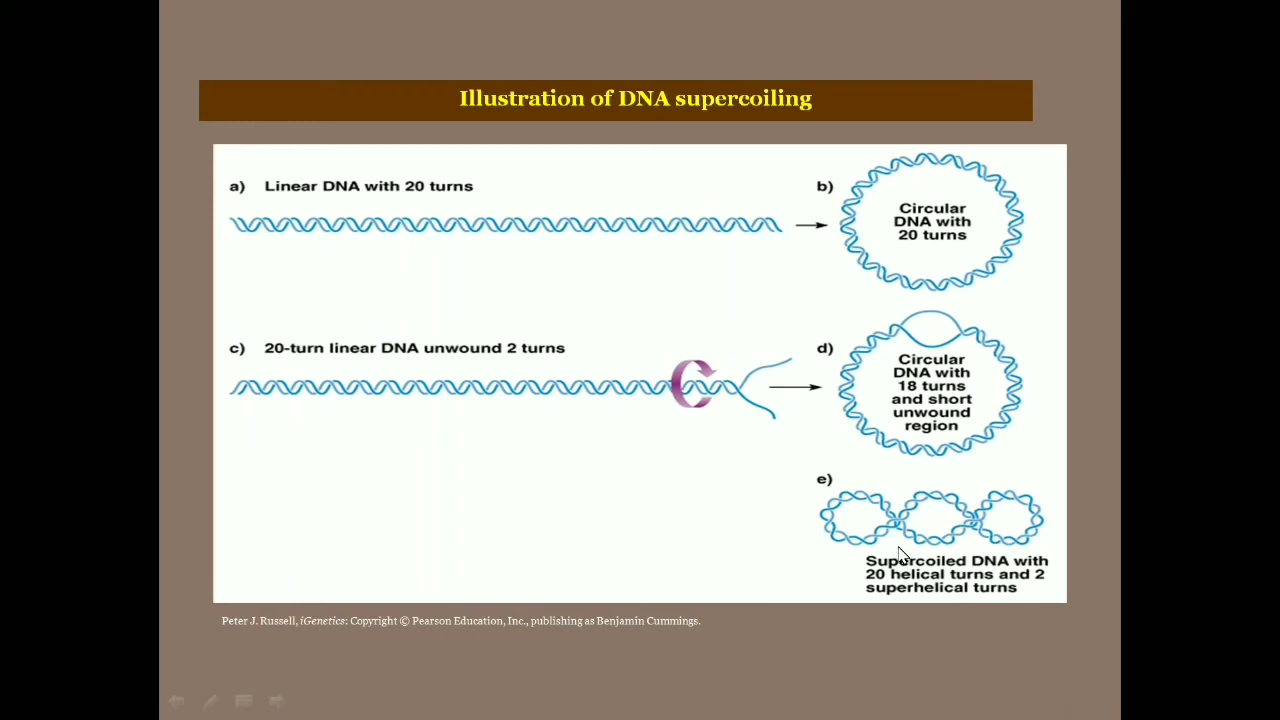 Illustration of DNA supercoiling
a) Linear DNA with 20 turns
b)
Circular
DNA with
20 turns
c) 20-turn linear DNA unwound 2 turns
d)
Circular
DNA with
18 turns
and short
unwound
region
e)
Supercoiled DNA with
20 helical turns and 2
superhelical turns
Peter J. Russell, iGenetics: Copyright © Pearson Education, Inc., publishing as Benjamin Cummings.